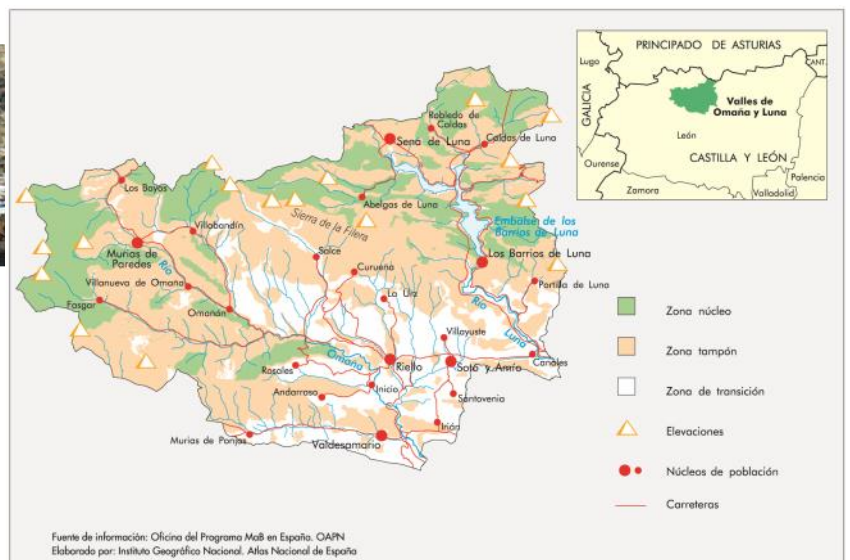 PRINCIPADO DE ASTURIAS
Lugo
CANT.
GALICIA
Valles de
Omaña y Luna
León
CASTILLA Y LEÓN
Ourense
Palencia
Zamora
Valladolid
Robledo de
Caldas
Sena de Luna
Caldas de Luna
Los Bayos
Abelgas de Luna
Sierra de la Filera
Villabandín
Embalse de los
Barrios de Luna
Murias de
Paredes
Río
Salce
Los Barrios de Luna
Curueña
Villanueva de Omaña
La Urz
Portilla de Luna
Fasgar
Omañón
Río
Luna
Villayuste
Omaña
Riello
Soto y Amío
Canales
Rosales
Inicio
Andarraso
Santovenia
Murias de Ponjos
Valdesamario
Irián
Zona núcleo
Zona tampón
Zona de transición
Elevaciones
Núcleos de población
Carreteras
Fuente de información: Oficina del Programa MaB en España. OAPN
Elaborado por: Instituto Geográfico Nacional. Atlas Nacional de España